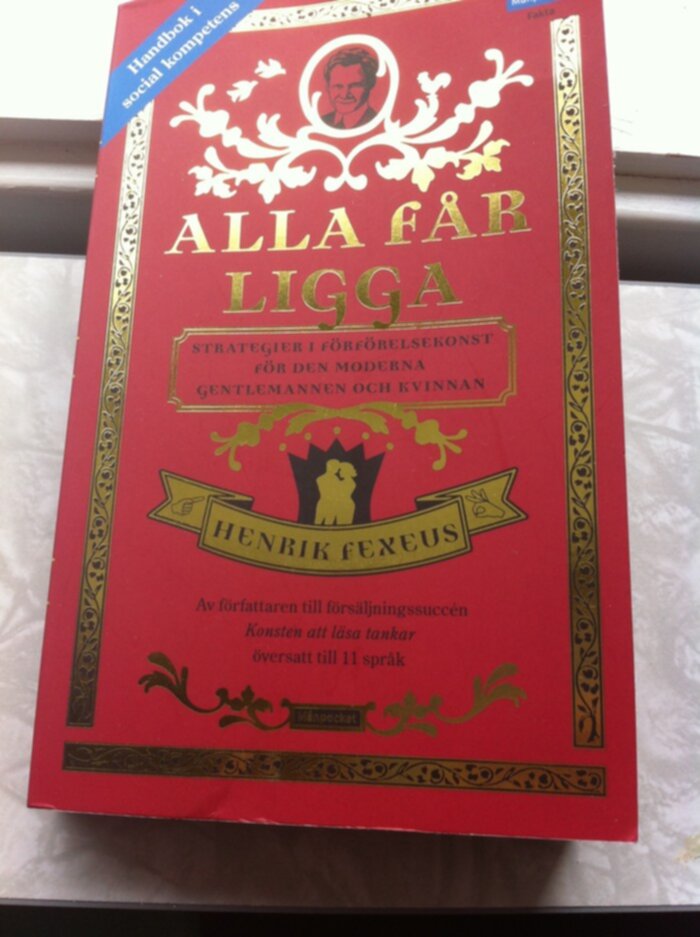 Handbok i
social kompetens
Fakta
ALLA FÅR
LIGGA
STRATEGIER I FÖRFÖRELSEKONST
FÖR DEN MODERNA
GENTLEMANNEN OCH KVINNAN
HENRIK FEXEUS
Av författaren till försäljningssuccén
Konsten att läsa tankar
översatt till 11 språk
Månpocket